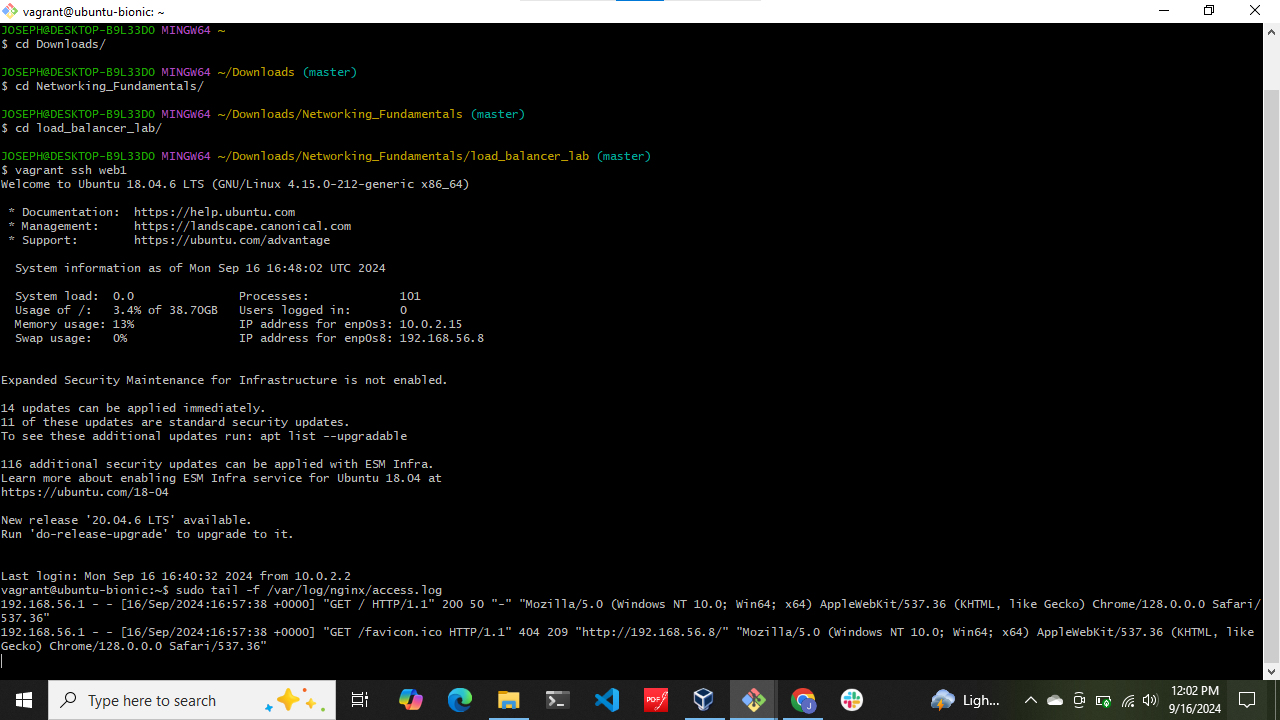 vagrant@ubuntu-bionic: ~
JOSEPH@DESKTOP-B9L33DO MINGW64 ~
$ cd Downloads/
JOSEPH@DESKTOP-B9L33DO MINGW64 ~/Downloads (master)
$ cd Networking_Fundamentals/
JOSEPH@DESKTOP-B9L33DO MINGW64 ~/Downloads/Networking_Fundamentals (master)
$ cd load_balancer_lab/
JOSEPH@DESKTOP-B9L33DO MINGW64 ~/Downloads/Networking_Fundamentals/load_balancer_lab (master)
$ vagrant ssh web1
Welcome to Ubuntu 18.04.6 LTS (GNU/Linux 4.15.0-212-generic x86_64)
* Documentation:  https://help.ubuntu.com
* Management:     https://landscape.canonical.com
* Support:        https://ubuntu.com/advantage
System information as of Mon Sep 16 16:48:02 UTC 2024
System load:  0.0               Processes:             101
Usage of /:   3.4% of 38.70GB   Users logged in:       0
Memory usage: 13%               IP address for enp0s3: 10.0.2.15
Swap usage:   0%                IP address for enp0s8: 192.168.56.8
Expanded Security Maintenance for Infrastructure is not enabled.
14 updates can be applied immediately.
11 of these updates are standard security updates.
To see these additional updates run: apt list --upgradable
116 additional security updates can be applied with ESM Infra.
Learn more about enabling ESM Infra service for Ubuntu 18.04 at
https://ubuntu.com/18-04
New release '20.04.6 LTS' available.
Run 'do-release-upgrade' to upgrade to it.
Last login: Mon Sep 16 16:40:32 2024 from 10.0.2.2
vagrant@ubuntu-bionic:~$ sudo tail -f /var/log/nginx/access.log
192.168.56.1 - - [16/Sep/2024:16:57:38 +0000] "GET / HTTP/1.1" 200 50 "-" "Mozilla/5.0 (Windows NT 10.0; Win64; x64) AppleWebKit/537.36 (KHTML, like Gecko) Chrome/128.0.0.0 Safari/
537.36"
192.168.56.1 - - [16/Sep/2024:16:57:38 +0000] "GET /favicon.ico HTTP/1.1" 404 209 "http://192.168.56.8/" "Mozilla/5.0 (Windows NT 10.0; Win64; x64) AppleWebKit/537.36 (KHTML, like
Gecko) Chrome/128.0.0.0 Safari/537.36"
Type here to search
PDF
J
Ligh...
12:02 PM
9/16/2024